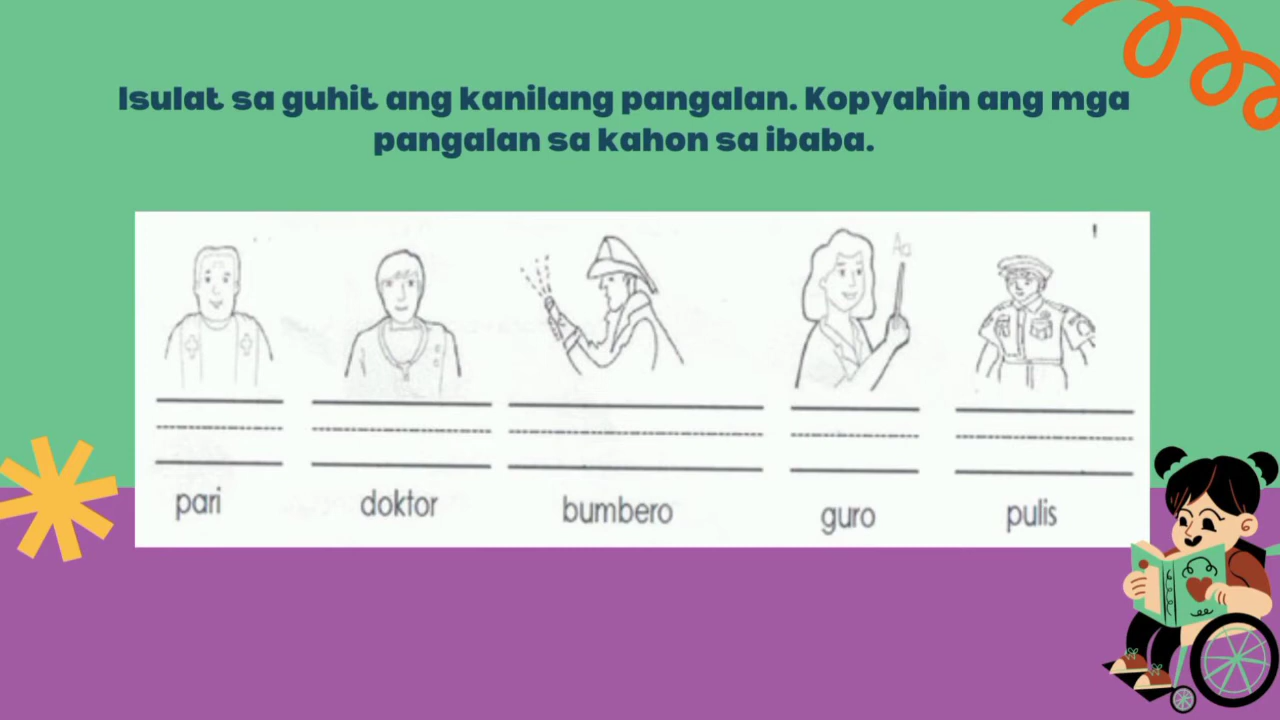 Isulat sa guhit ang kanilang pangalan. Kopyahin ang mga
pangalan sa kahon sa ibaba.
Aa
pari doktor bumbero guro pulis